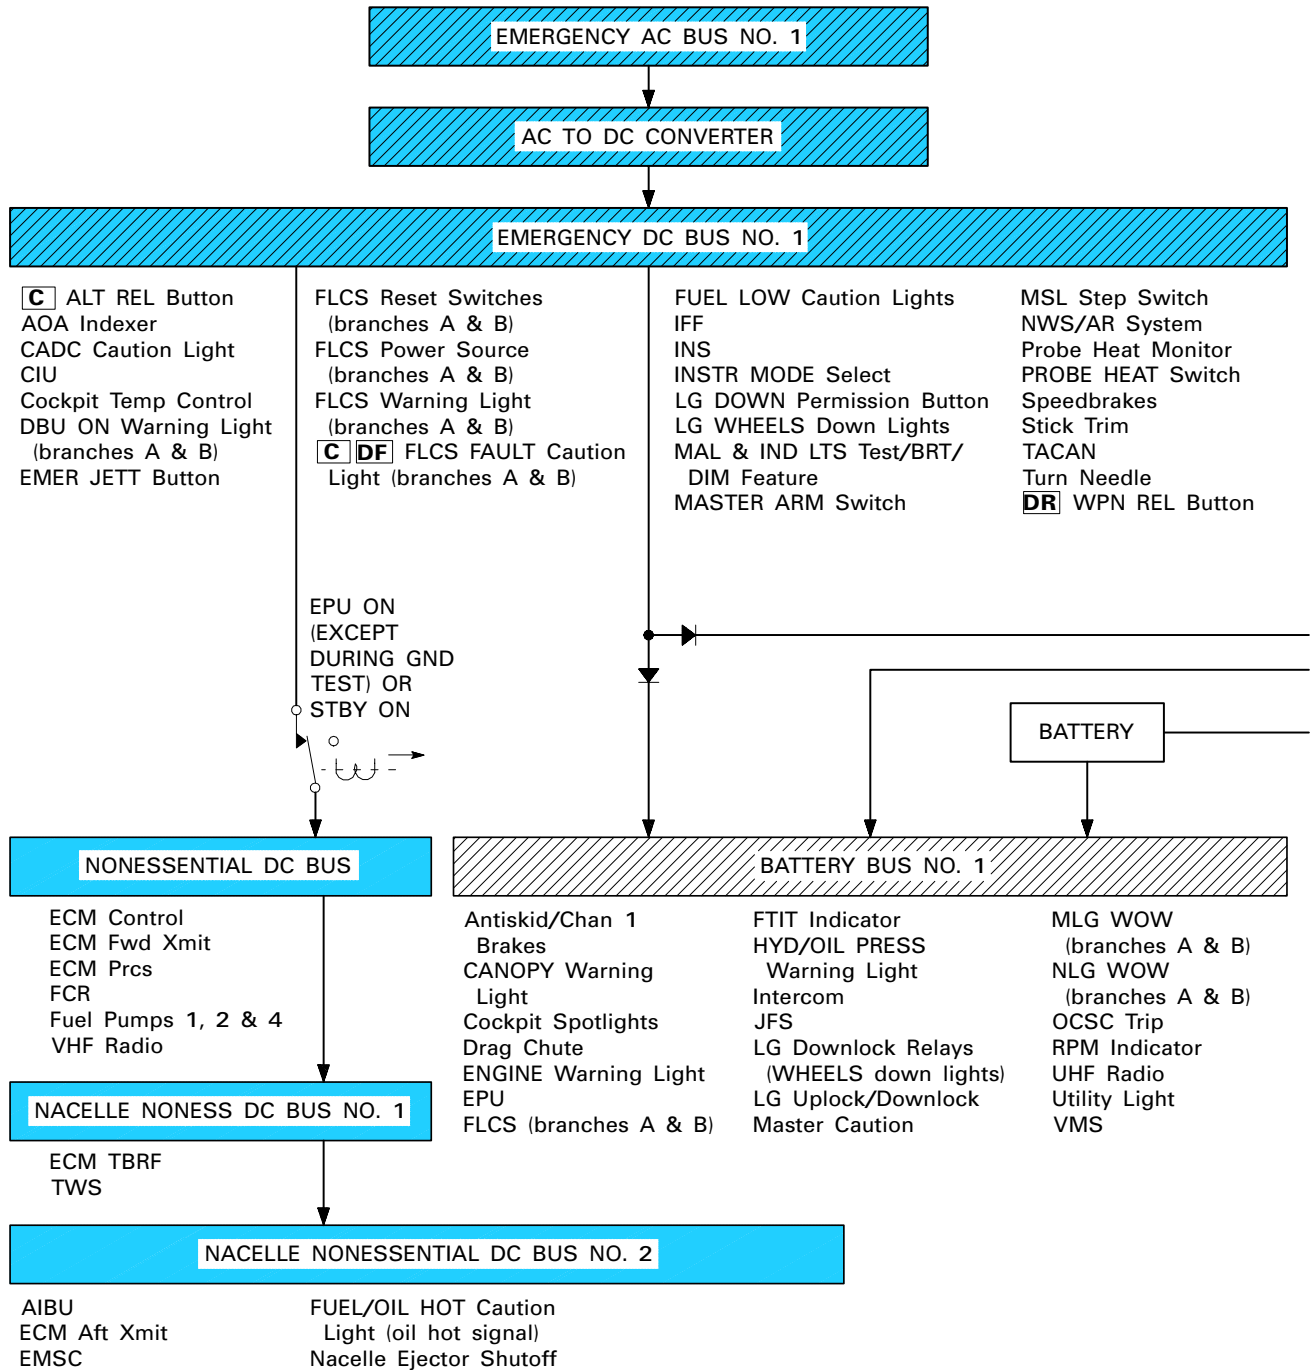 EMERGENCY AC BUS NO. 1
AC TO DC CONVERTER
EMERGENCY DC BUS NO. 1
C ALT REL Button
AOA Indexer
CADC Caution Light
CIU
Cockpit Temp Control
DBU ON Warning Light
(branches A & B)
EMER JETT Button
FLCS Reset Switches
(branches A & B)
FLCS Power Source
(branches A & B)
FLCS Warning Light
(branches A & B)
C DF FLCS FAULT Caution
Light (branches A & B)
FUEL LOW Caution Lights
IFF
INS
INSTR MODE Select
LG DOWN Permission Button
LG WHEELS Down Lights
MAL & IND LTS Test/BRT/
DIM Feature
MASTER ARM Switch
MSL Step Switch
NWS/AR System
Probe Heat Monitor
PROBE HEAT Switch
Speedbrakes
Stick Trim
TACAN
Turn Needle
DR WPN REL Button
EPU ON
(EXCEPT
DURING GND
TEST) OR
STBY ON
BATTERY
NONESSENTIAL DC BUS
ECM Control
ECM Fwd Xmit
ECM Prcs
FCR
Fuel Pumps 1, 2 & 4
VHF Radio
NACELLE NONESS DC BUS NO. 1
ECM TBRF
TWS
BATTERY BUS NO. 1
Antiskid/Chan 1
Brakes
CANOPY Warning
Light
Cockpit Spotlights
Drag Chute
ENGINE Warning Light
EPU
FLCS (branches A & B)
FTIT Indicator
HYD/OIL PRESS
Warning Light
Intercom
JFS
LG Downlock Relays
(WHEELS down lights)
LG Uplock/Downlock
Master Caution
MLG WOW
(branches A & B)
NLG WOW
(branches A & B)
OCSC Trip
RPM Indicator
UHF Radio
Utility Light
VMS
NACELLE NONESSENTIAL DC BUS NO. 2
AIBU
ECM Aft Xmit
EMSC
FUEL/OIL HOT Caution
Light (oil hot signal)
Nacelle Ejector Shutoff